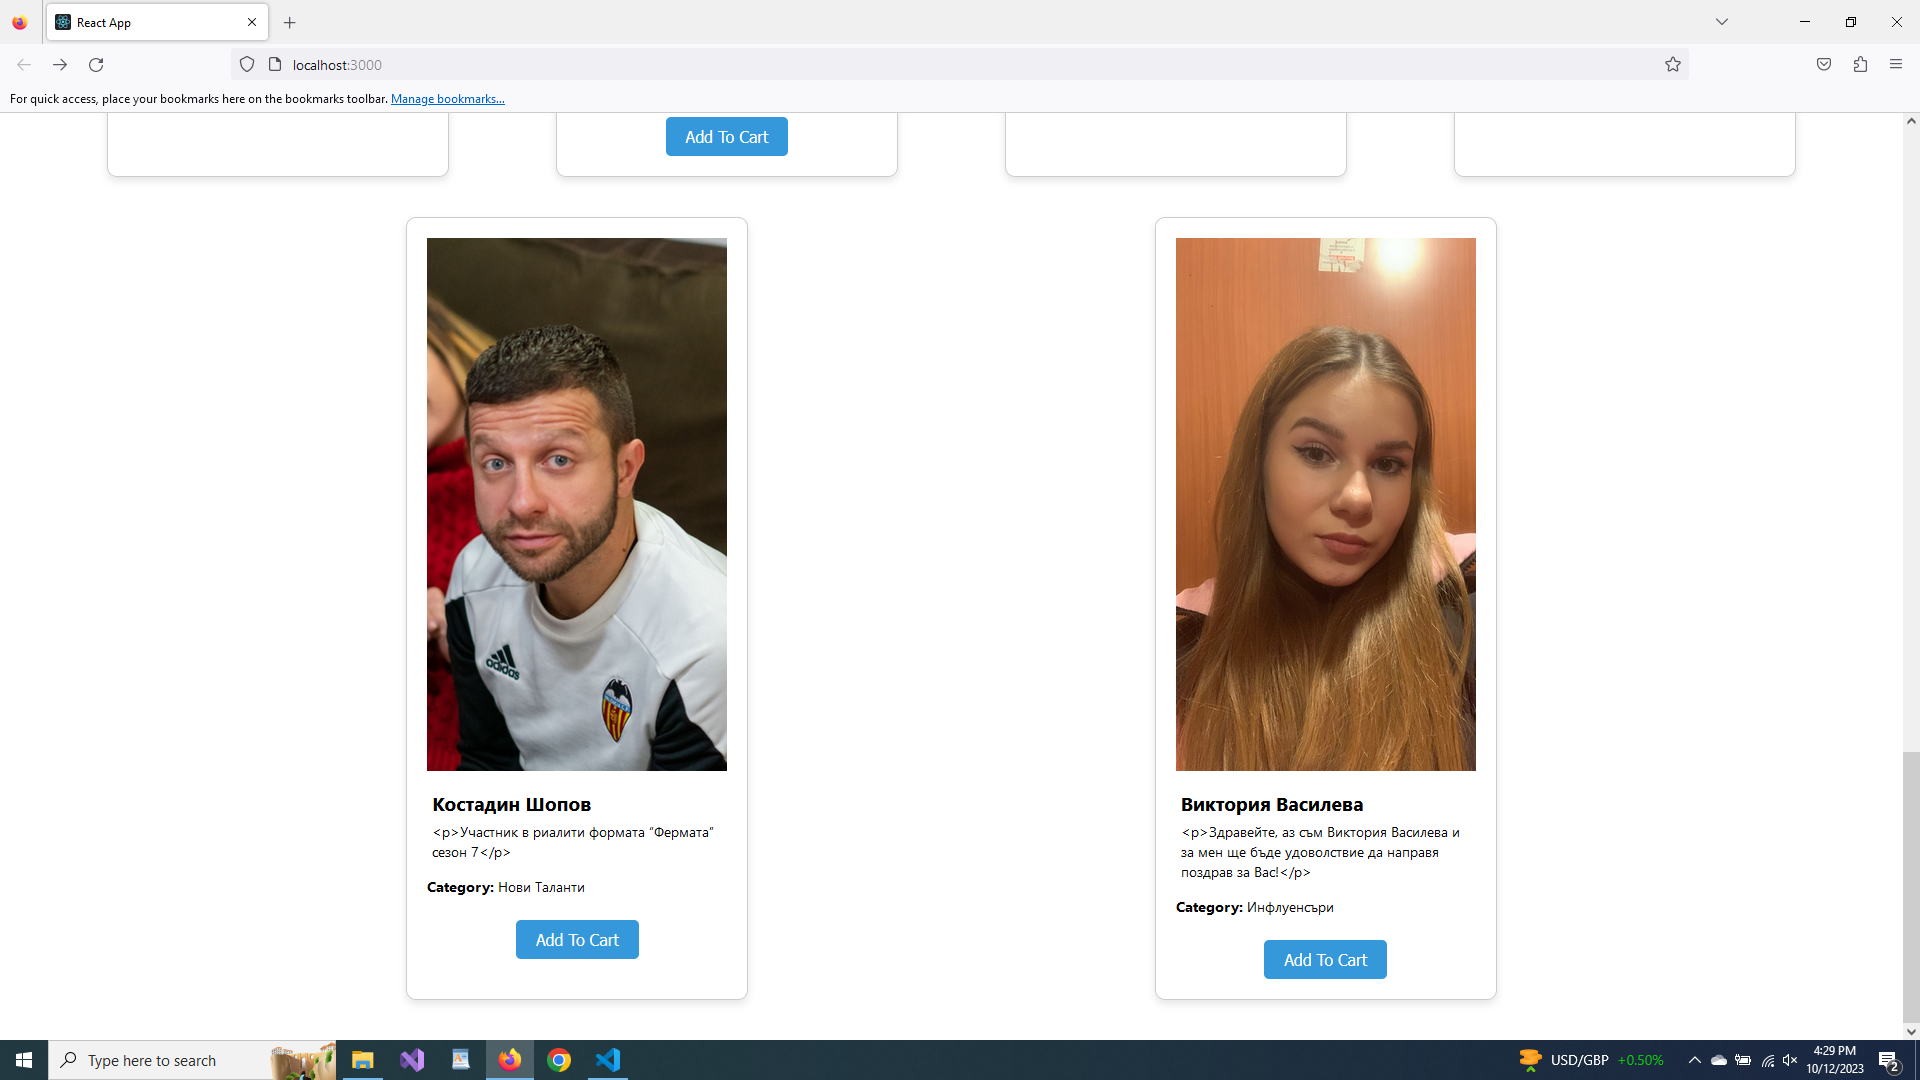 React App
localhost:3000
For quick access, place your bookmarks here on the bookmarks toolbar. Manage bookmarks...
Add To Cart
adidas
Костадин Шопов
<p>Участник в риалити формата “Фермата”
сезон 7</p>
Category: Нови Таланти
Add To Cart
Виктория Василева
<p>Здравейте, аз съм Виктория Василева и
за мен ще бъде удоволствие да направя
поздрав за Вас!</p>
Category: Инфлуенсъри
Add To Cart
Type here to search
USD/GBP +0.50%
4:29 PM
10/12/2023
2